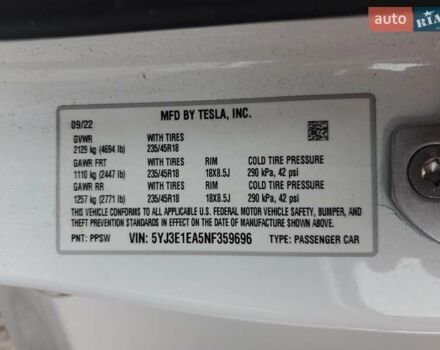 AUTO RIA
MFD BY TESLA, INC.
09/22
GVWR WITH TIRES
2129 kg (4694 lb) 235/45R18
GAWR FRT WITH TIRES RIM COLD TIRE PRESSURE
1110 kg (2447 lb) 235/45R18 18X8.5J 290 kPa, 42 psi
GAWR RR WITH TIRES RIM COLD TIRE PRESSURE
1257 kg (2771 lb) 235/45R18 18X8.5J 290 kPa, 42 psi
THIS VEHICLE CONFORMS TO ALL APPLICABLE U.S. FEDERAL MOTOR VEHICLE SAFETY, BUMPER, AND
THEFT PREVENTION STANDARDS IN EFFECT ON THE DATE OF MANUFACTURE SHOWN ABOVE.
PNT: PPSW VIN: 5YJ3E1EA5NF359696 TYPE: PASSENGER CAR